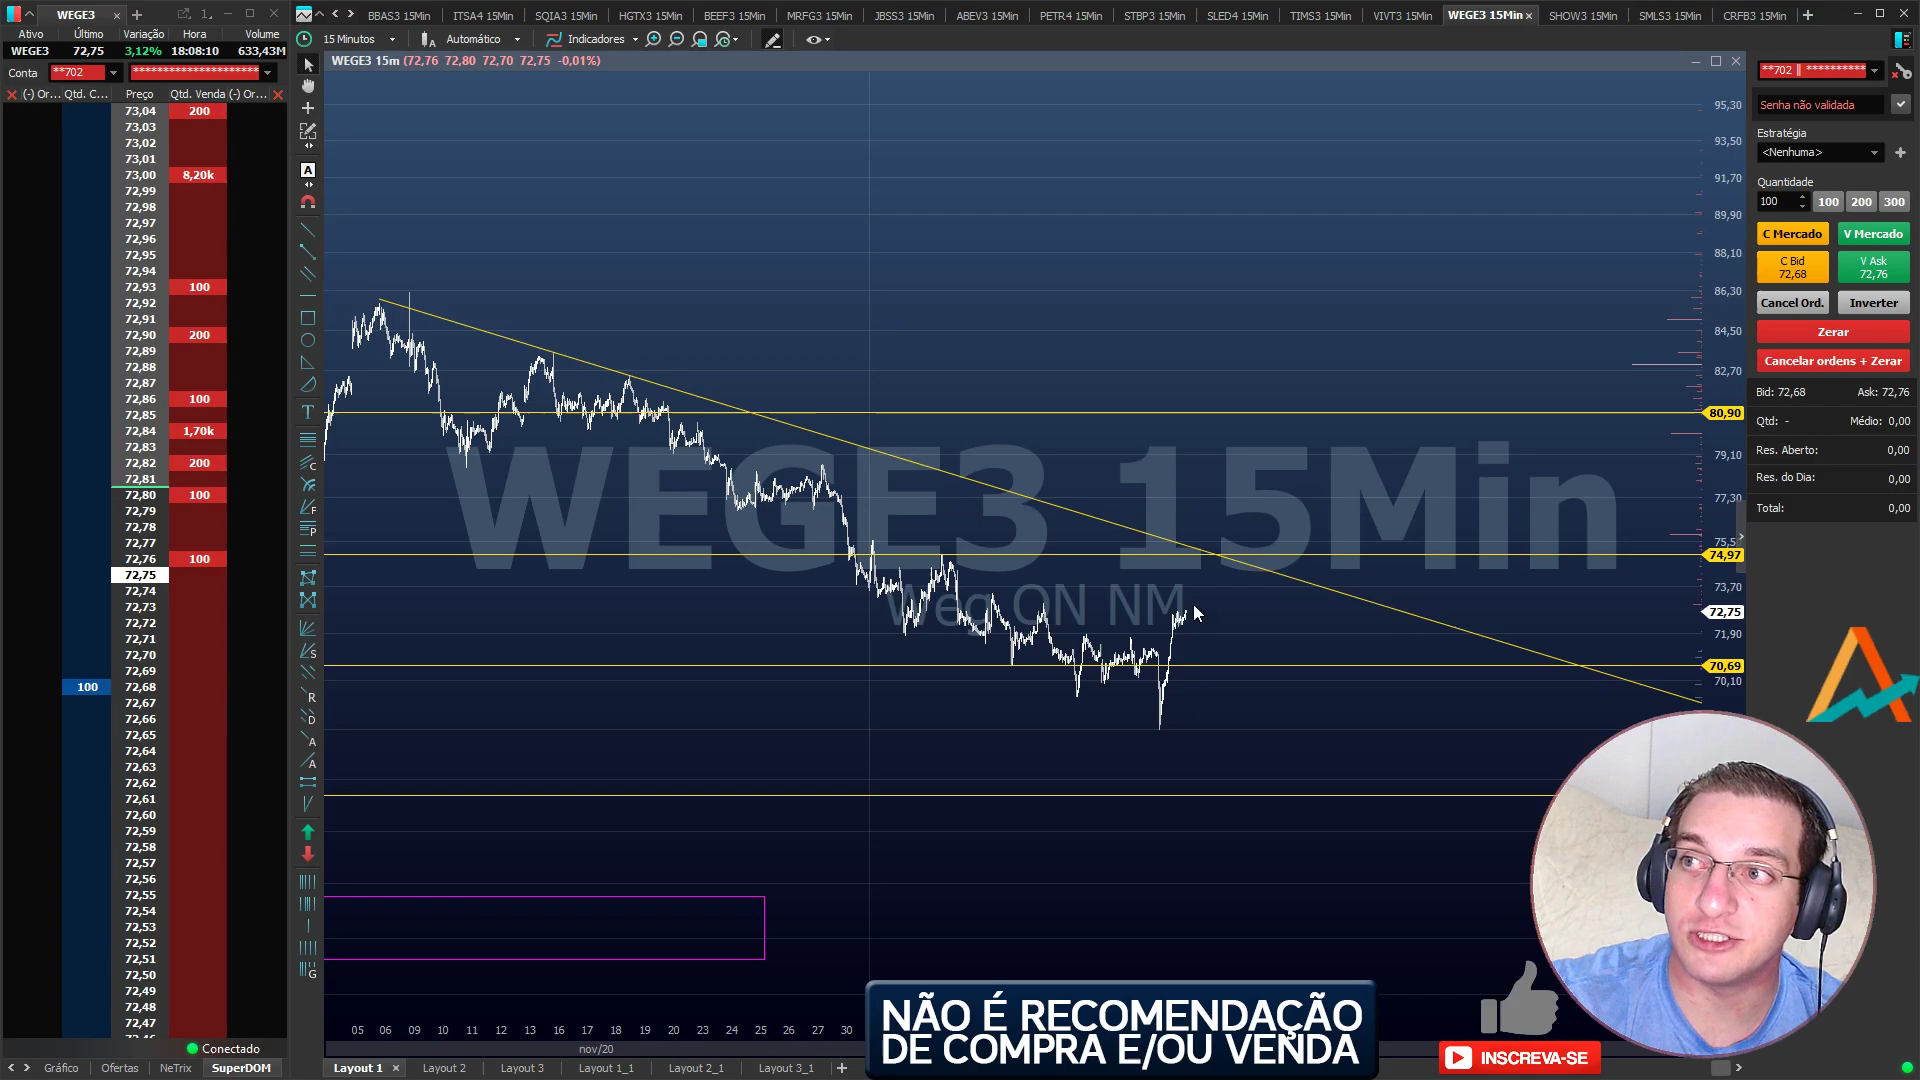 WEGE3
1
BBAS3 15Min
ITSA4 15Min
SQIA3 15Min
HGTX3 15Min
BEEF3 15Min
MRFG3 15Min
JBSS3 15Min
ABEV3 15Min
PETR4 15Min
STBP3 15Min
SLED4 15Min
TIMS3 15Min
VIVT3 15Min
WEGE3 15Min
SHOW3 15Min
SMLS3 15Min
CRFB3 15Min
Ativo Último Variação Hora Volume
WEGE3 72,75 3,12% 18:08:10 633,43M
Conta **702 **********************
(-) Or... Qtd. C... Preço Qtd. Venda (-) Or...
15 Minutos Automático Indicadores
WEGE3 15m (72,76 72,80 72,70 72,75 -0,01%)
73,04 200
73,03
73,02
73,01
73,00 8,20k
72,99
72,98
72,97
72,96
72,95
72,94
72,93 100
72,92
72,91
72,90 200
72,89
72,88
72,87
72,86 100
72,85
72,84 1,70k
72,83
72,82 200
72,81
72,80 100
72,79
72,78
72,77
72,76 100
72,75
72,74
72,73
72,72
72,71
72,70
72,69
100 72,68
72,67
72,66
72,65
72,64
72,63
72,62
72,61
72,60
72,59
72,58
72,57
72,56
72,55
72,54
72,53
72,52
72,51
72,50
72,49
72,48
72,47
Conectado
Gráfico Ofertas NeTrix SuperDOM
WEGE3 15Min
Weg ON NM
95,30
93,50
91,70
89,90
88,10
86,30
84,50
82,70
80,90
79,10
77,30
75,5
74,97
73,70
72,75
71,90
70,69
70,10
05 06 09 10 11 12 13 16 17 18 19 20 23 24 25 26 27 30
nov/20
Layout 1 Layout 2 Layout 3 Layout 1_1 Layout 2_1 Layout 3_1
**702 || **********
Senha não validada
Estratégia
<Nenhuma>
Quantidade
100 100 200 300
C Mercado V Mercado
C Bid
72,68
V Ask
72,76
Cancel Ord. Inverter
Zerar
Cancelar ordens + Zerar
Bid: 72,68 Ask: 72,76
Qtd: - Médio: 0,00
Res. Aberto: 0,00
Res. do Dia: 0,00
Total: 0,00
NÃO É RECOMENDAÇÃO
DE COMPRA E/OU VENDA
INSCREVA-SE